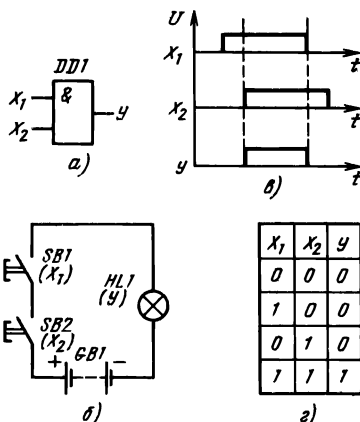 DD1
X₁
&
X₂
У
а)
U
X₁
t
X₂
t
У
t
в)
SB1
(X₁)
SB2
(X₂)
HL1
(У)
+ GB1 −
б)
X₁ X₂ У
0 0 0
1 0 0
0 1 0
1 1 1
г)